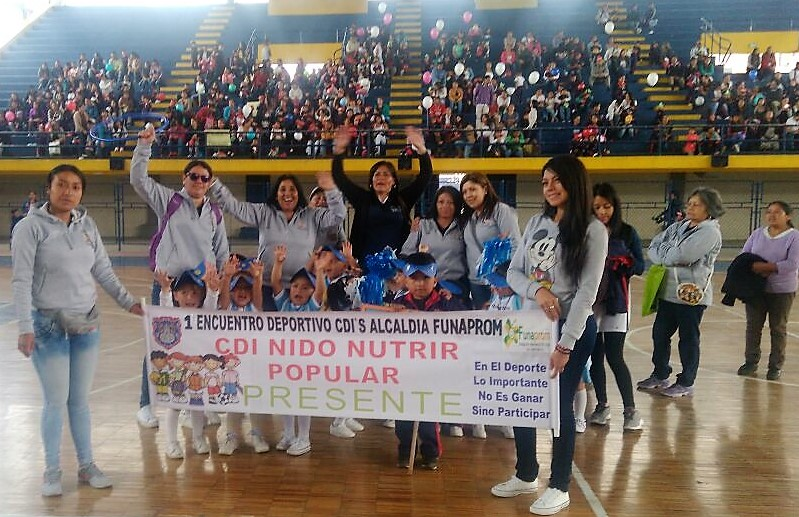 1 ENCUENTRO DEPORTIVO CDI'S ALCALDIA FUNAPROM
Funaprom
CDI NIDO NUTRIR
POPULAR
PRESENTE
En El Deporte
Lo Importante
No Es Ganar
Sino Participar